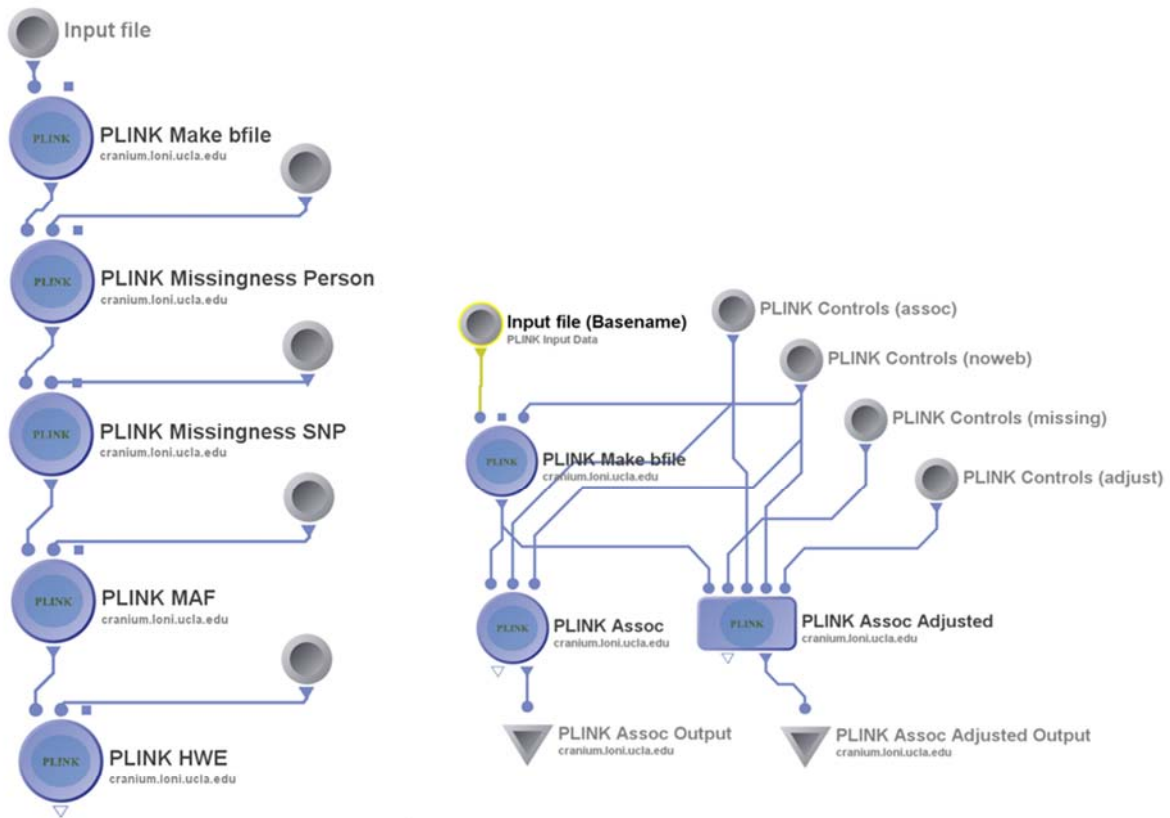 Input file
PLINK
PLINK Make bfile
cranium.loni.ucla.edu
PLINK
PLINK Missingness Person
cranium.loni.ucla.edu
PLINK
PLINK Missingness SNP
cranium.loni.ucla.edu
PLINK
PLINK MAF
cranium.loni.ucla.edu
PLINK
PLINK HWE
cranium.loni.ucla.edu
Input file (Basename)
PLINK Input Data
PLINK Controls (assoc)
PLINK Controls (noweb)
PLINK Controls (missing)
PLINK Controls (adjust)
PLINK
PLINK Make bfile
cranium.loni.ucla.edu
PLINK
PLINK Assoc
cranium.loni.ucla.edu
PLINK
PLINK Assoc Adjusted
cranium.loni.ucla.edu
PLINK Assoc Output
cranium.loni.ucla.edu
PLINK Assoc Adjusted Output
cranium.loni.ucla.edu